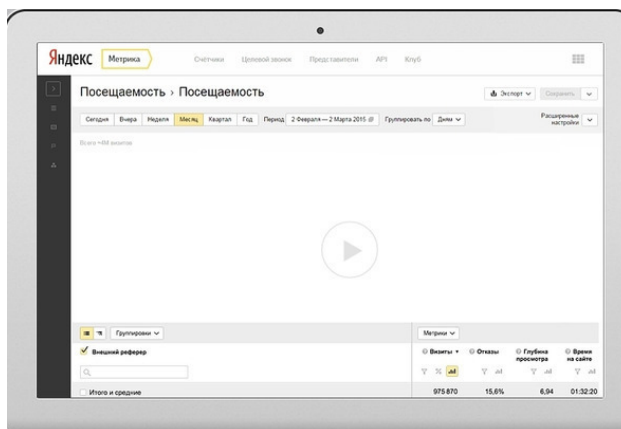 Яндекс Метрика Счётчики Целевой звонок Представители API Клуб
Посещаемость › Посещаемость Экспорт Сохранить
Сегодня Вчера Неделя Месяц Квартал Год Период 2 Февраля — 2 Марта 2015 Группировать по Дням Расширенные настройки
визитов
Группировки Метрики
Внешний реферер Визиты Отказы Глубина просмотра Время на сайте
%
Итого и средние 975 870 15,6% 6,94 01:32:20